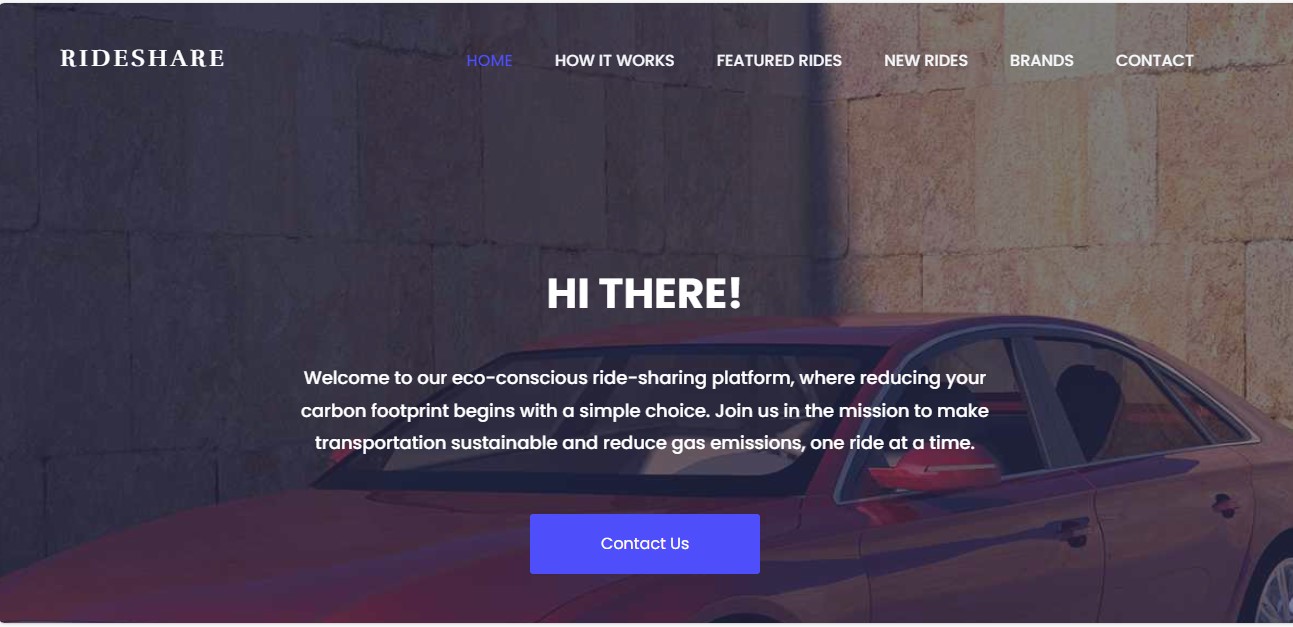 RIDESHARE
HOME HOW IT WORKS FEATURED RIDES NEW RIDES BRANDS CONTACT
HI THERE!
Welcome to our eco-conscious ride-sharing platform, where reducing your
carbon footprint begins with a simple choice. Join us in the mission to make
transportation sustainable and reduce gas emissions, one ride at a time.
Contact Us